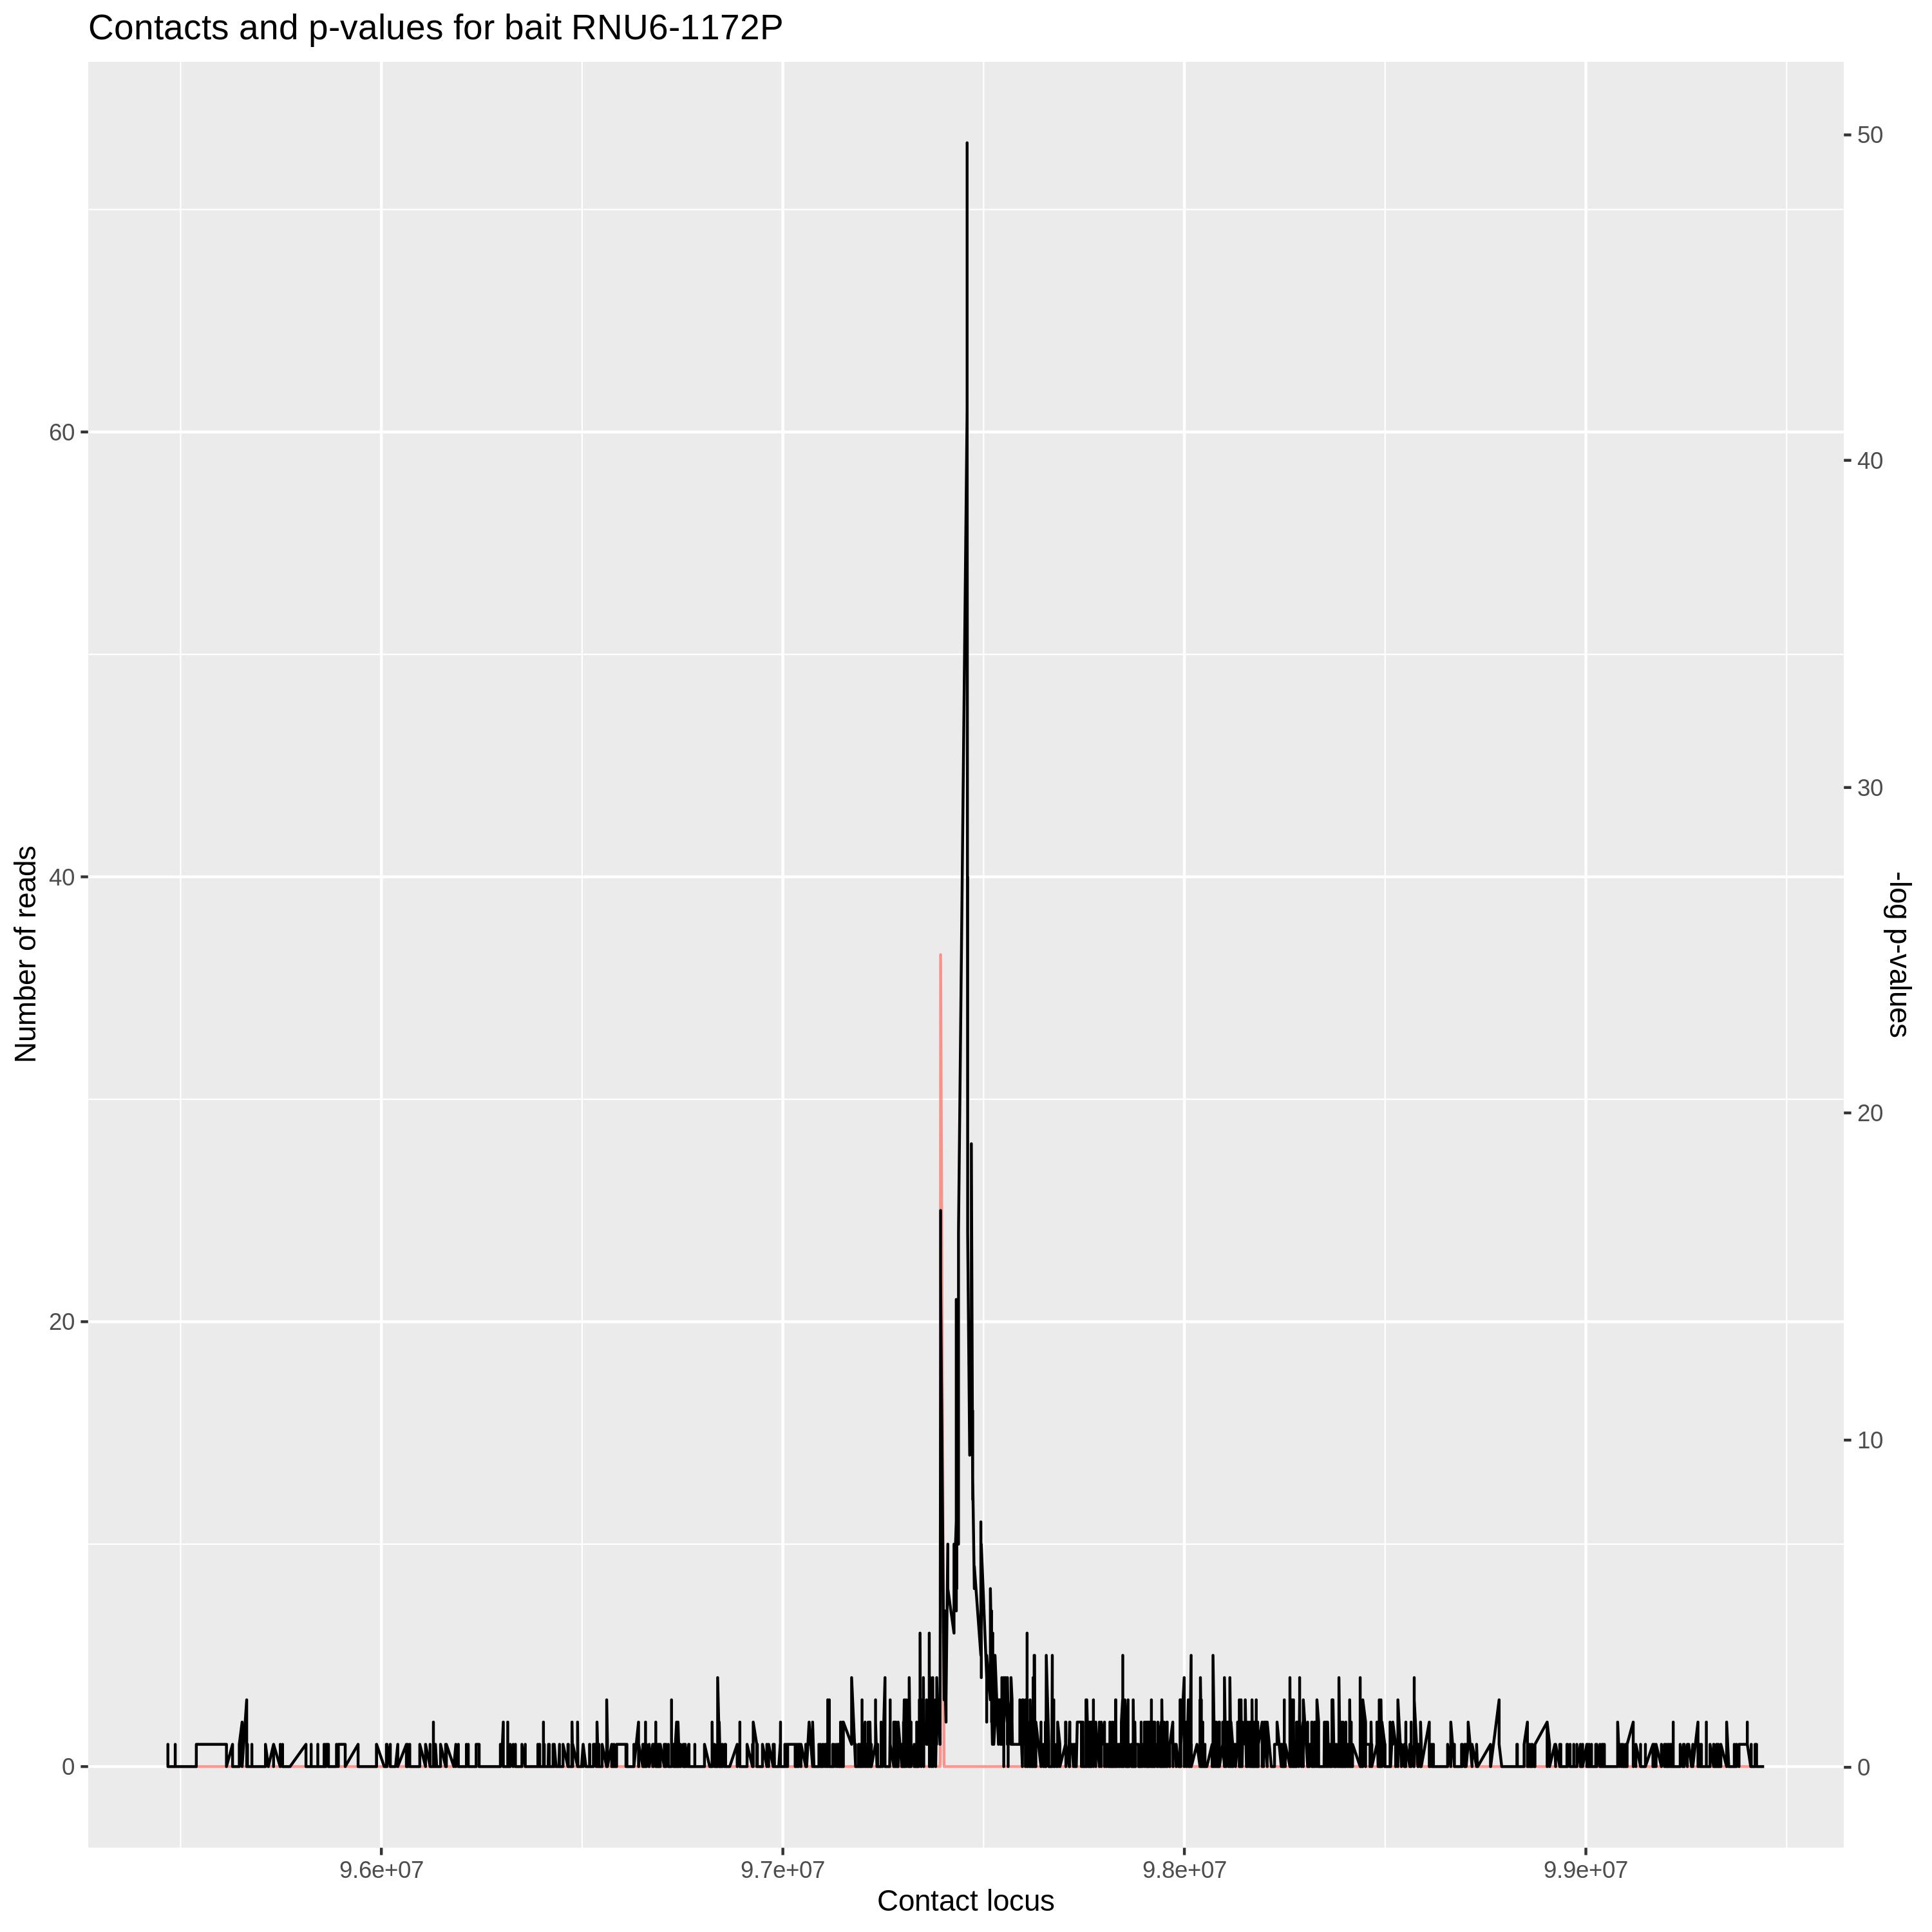 Contacts and p-values for bait RNU6-1172P
Number of reads
60
40
20
0
50
40
30
20
10
0
-log p-values
9.6e+07 9.7e+07 9.8e+07 9.9e+07
Contact locus